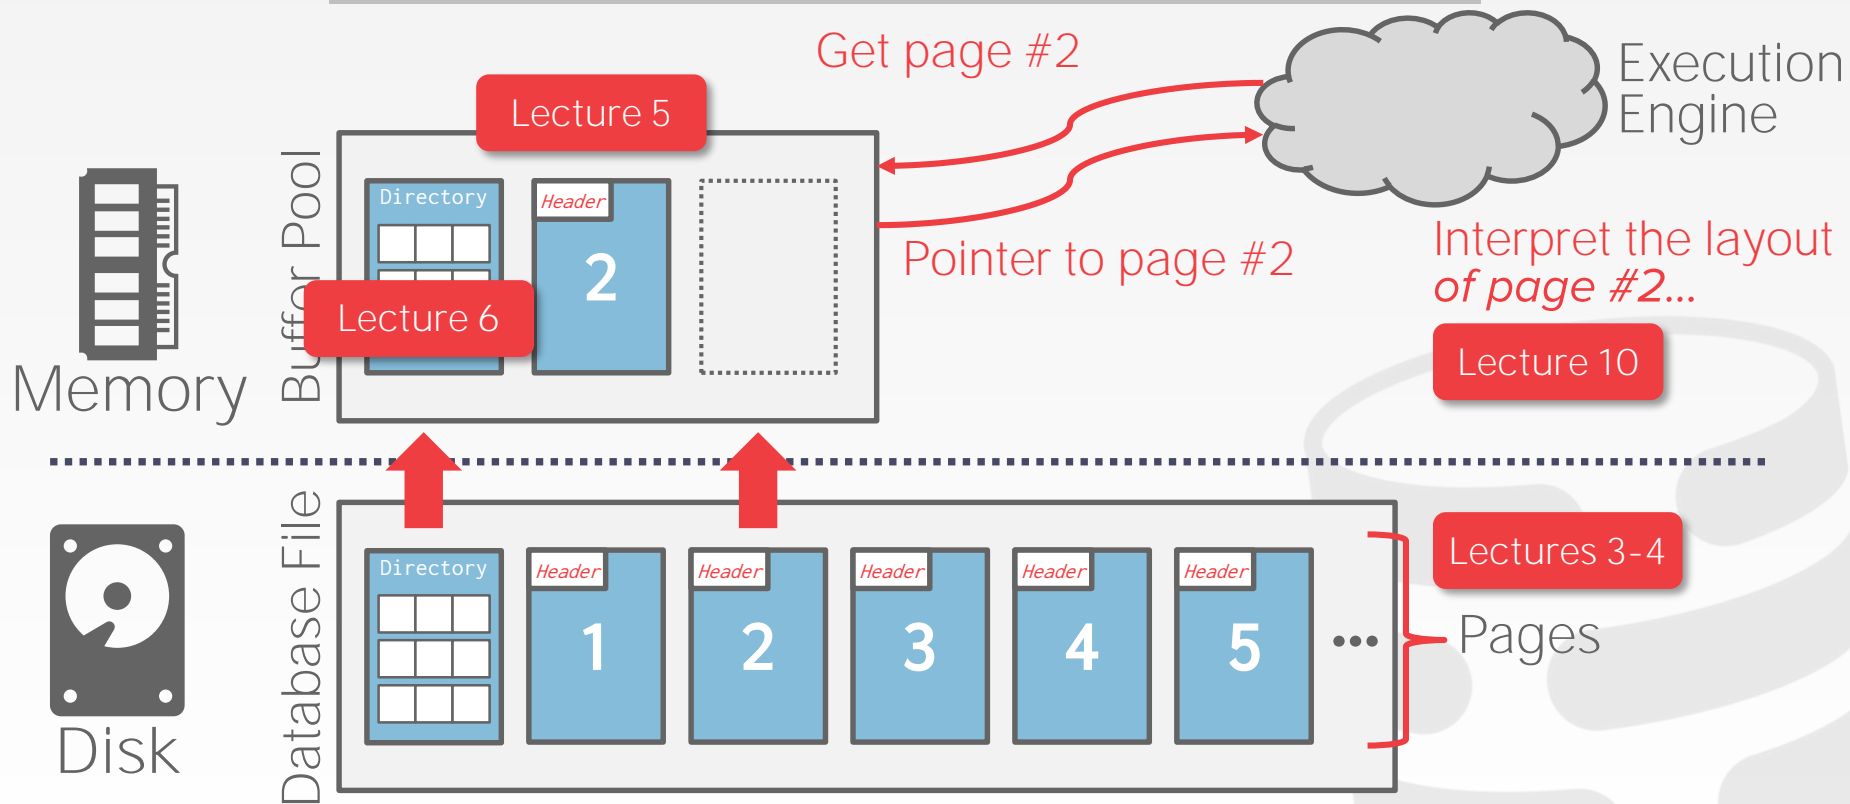 Get page #2
Execution
Engine
Lecture 5
Buffer Pool
Directory
Header
2
Pointer to page #2
Interpret the layout
of page #2...
Lecture 6
Lecture 10
Memory
Database File
Lectures 3-4
Directory
Header
1
Header
2
Header
3
Header
4
Header
5
...
Pages
Disk